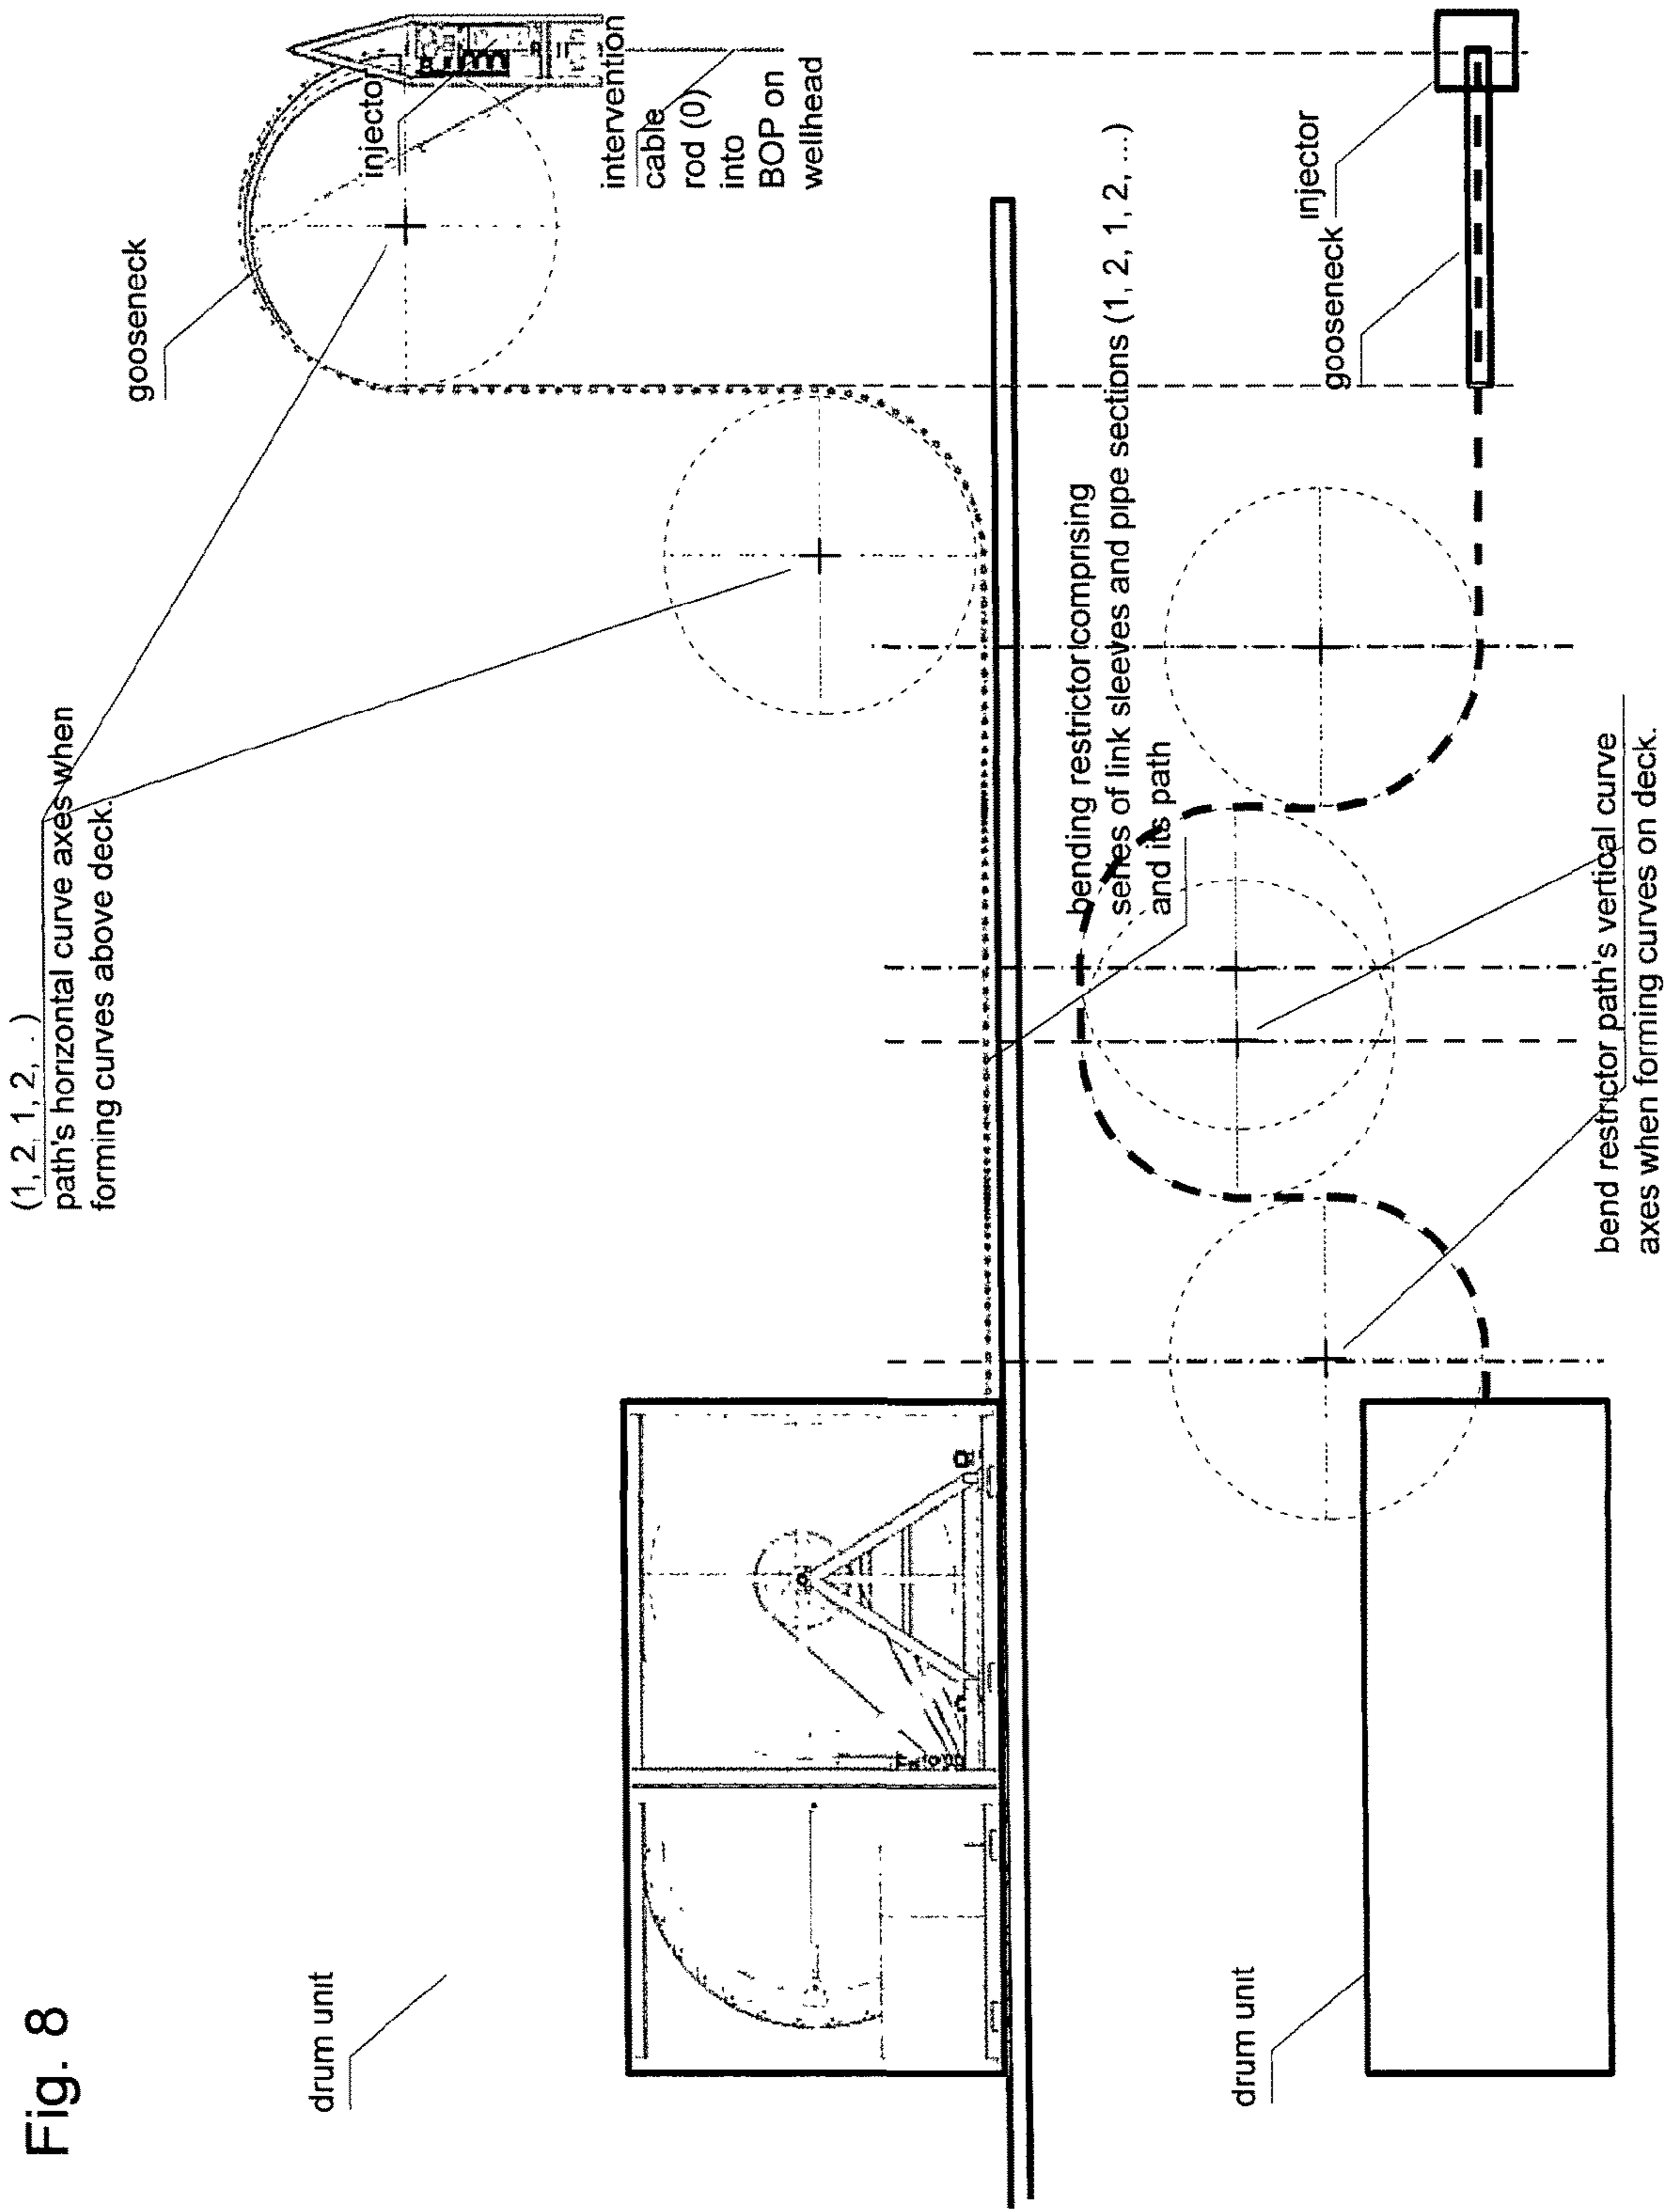 Fig. 8
(1, 2, 1, 2, . )
path's horizontal curve axes when
forming curves above deck.
gooseneck
injector
intervention
cable
rod (0)
into
BOP on
wellhead
drum unit
bending restrictor comprising
series of link sleeves and pipe sections (1, 2, 1, 2, ...)
and its path
injector
gooseneck
drum unit
bend restrictor path's vertical curve
axes when forming curves on deck.